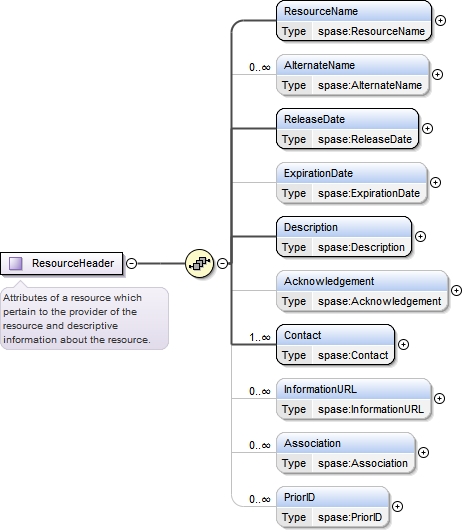 ResourceName
Type spase:ResourceName
0..∞
AlternateName
Type spase:AlternateName
ReleaseDate
Type spase:ReleaseDate
ExpirationDate
Type spase:ExpirationDate
Description
Type spase:Description
ResourceHeader
Attributes of a resource which
pertain to the provider of the
resource and descriptive
information about the resource.
Acknowledgement
Type spase:Acknowledgement
1..∞
Contact
Type spase:Contact
0..∞
InformationURL
Type spase:InformationURL
0..∞
Association
Type spase:Association
0..∞
PriorID
Type spase:PriorID